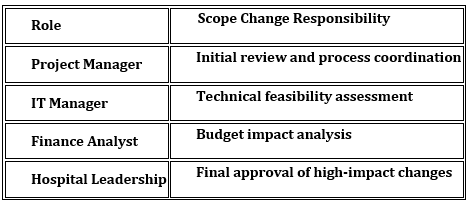 Role Scope Change Responsibility
Project Manager Initial review and process coordination
IT Manager Technical feasibility assessment
Finance Analyst Budget impact analysis
Hospital Leadership Final approval of high-impact changes